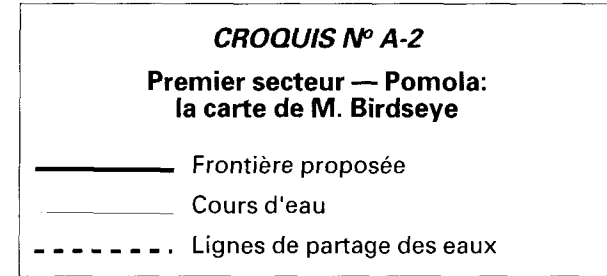 CROQUIS Nº A-2
Premier secteur — Pomola:
la carte de M. Birdseye
Frontière proposée
Cours d'eau
Lignes de partage des eaux